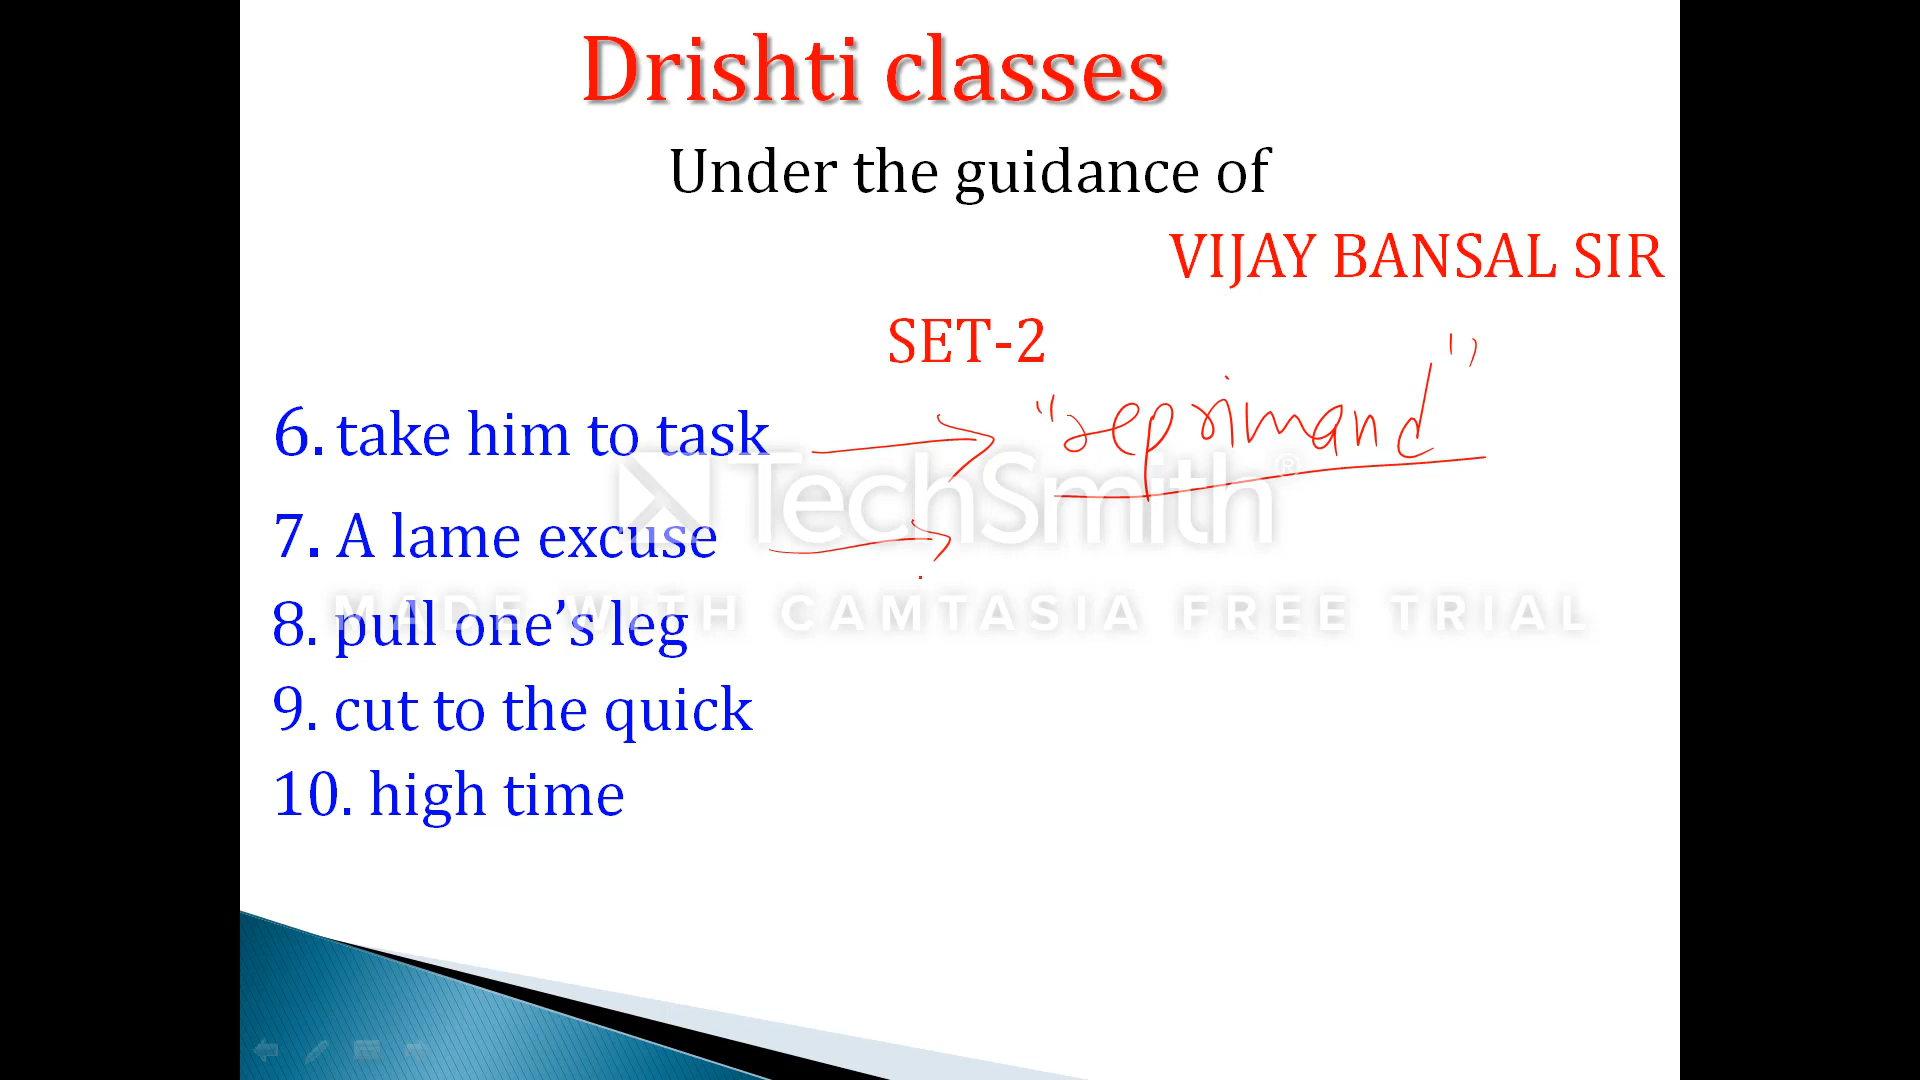 Drishti classes
Under the guidance of
VIJAY BANSAL SIR
SET-2
6. take him to task "reprimand"
TechSmith®
7. A lame excuse
MADE WITH CAMTASIA FREE TRIAL
8. pull one’s leg
9. cut to the quick
10. high time